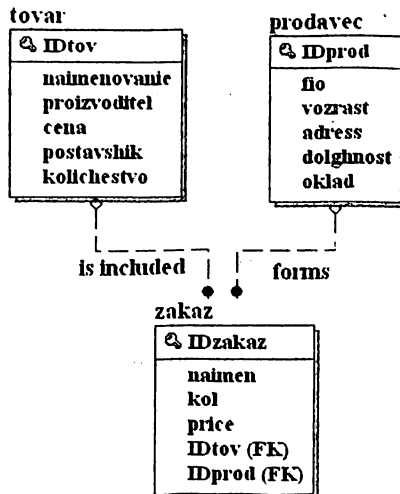 tovar
IDtov
naimenovanie
proizvoditel
cena
postavshik
kolichestvo
prodavec
IDprod
fio
vozrast
adress
dolghnost
oklad
is included
forms
zakaz
IDzakaz
naimen
kol
price
IDtov (FK)
IDprod (FK)